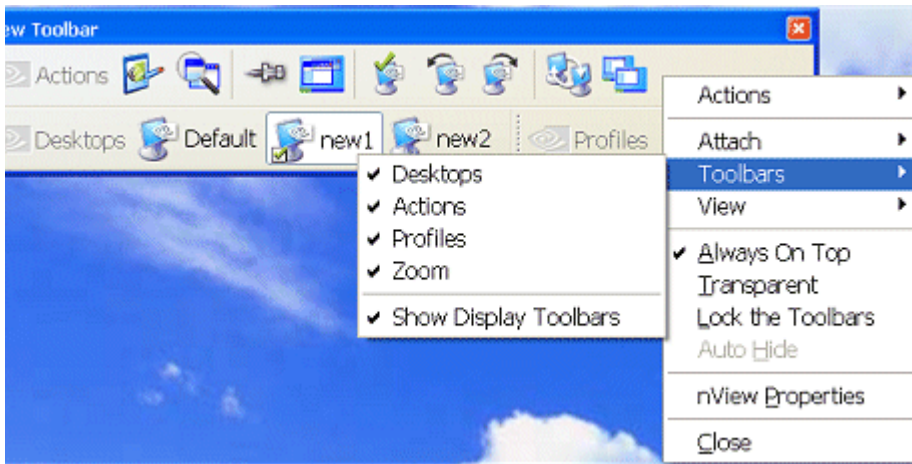 ew Toolbar
Actions
Desktops Default new1 new2 Profiles
Desktops
Actions
Profiles
Zoom
Show Display Toolbars
Actions
Attach
Toolbars
View
Always On Top
Transparent
Lock the Toolbars
Auto Hide
nView Properties
Close